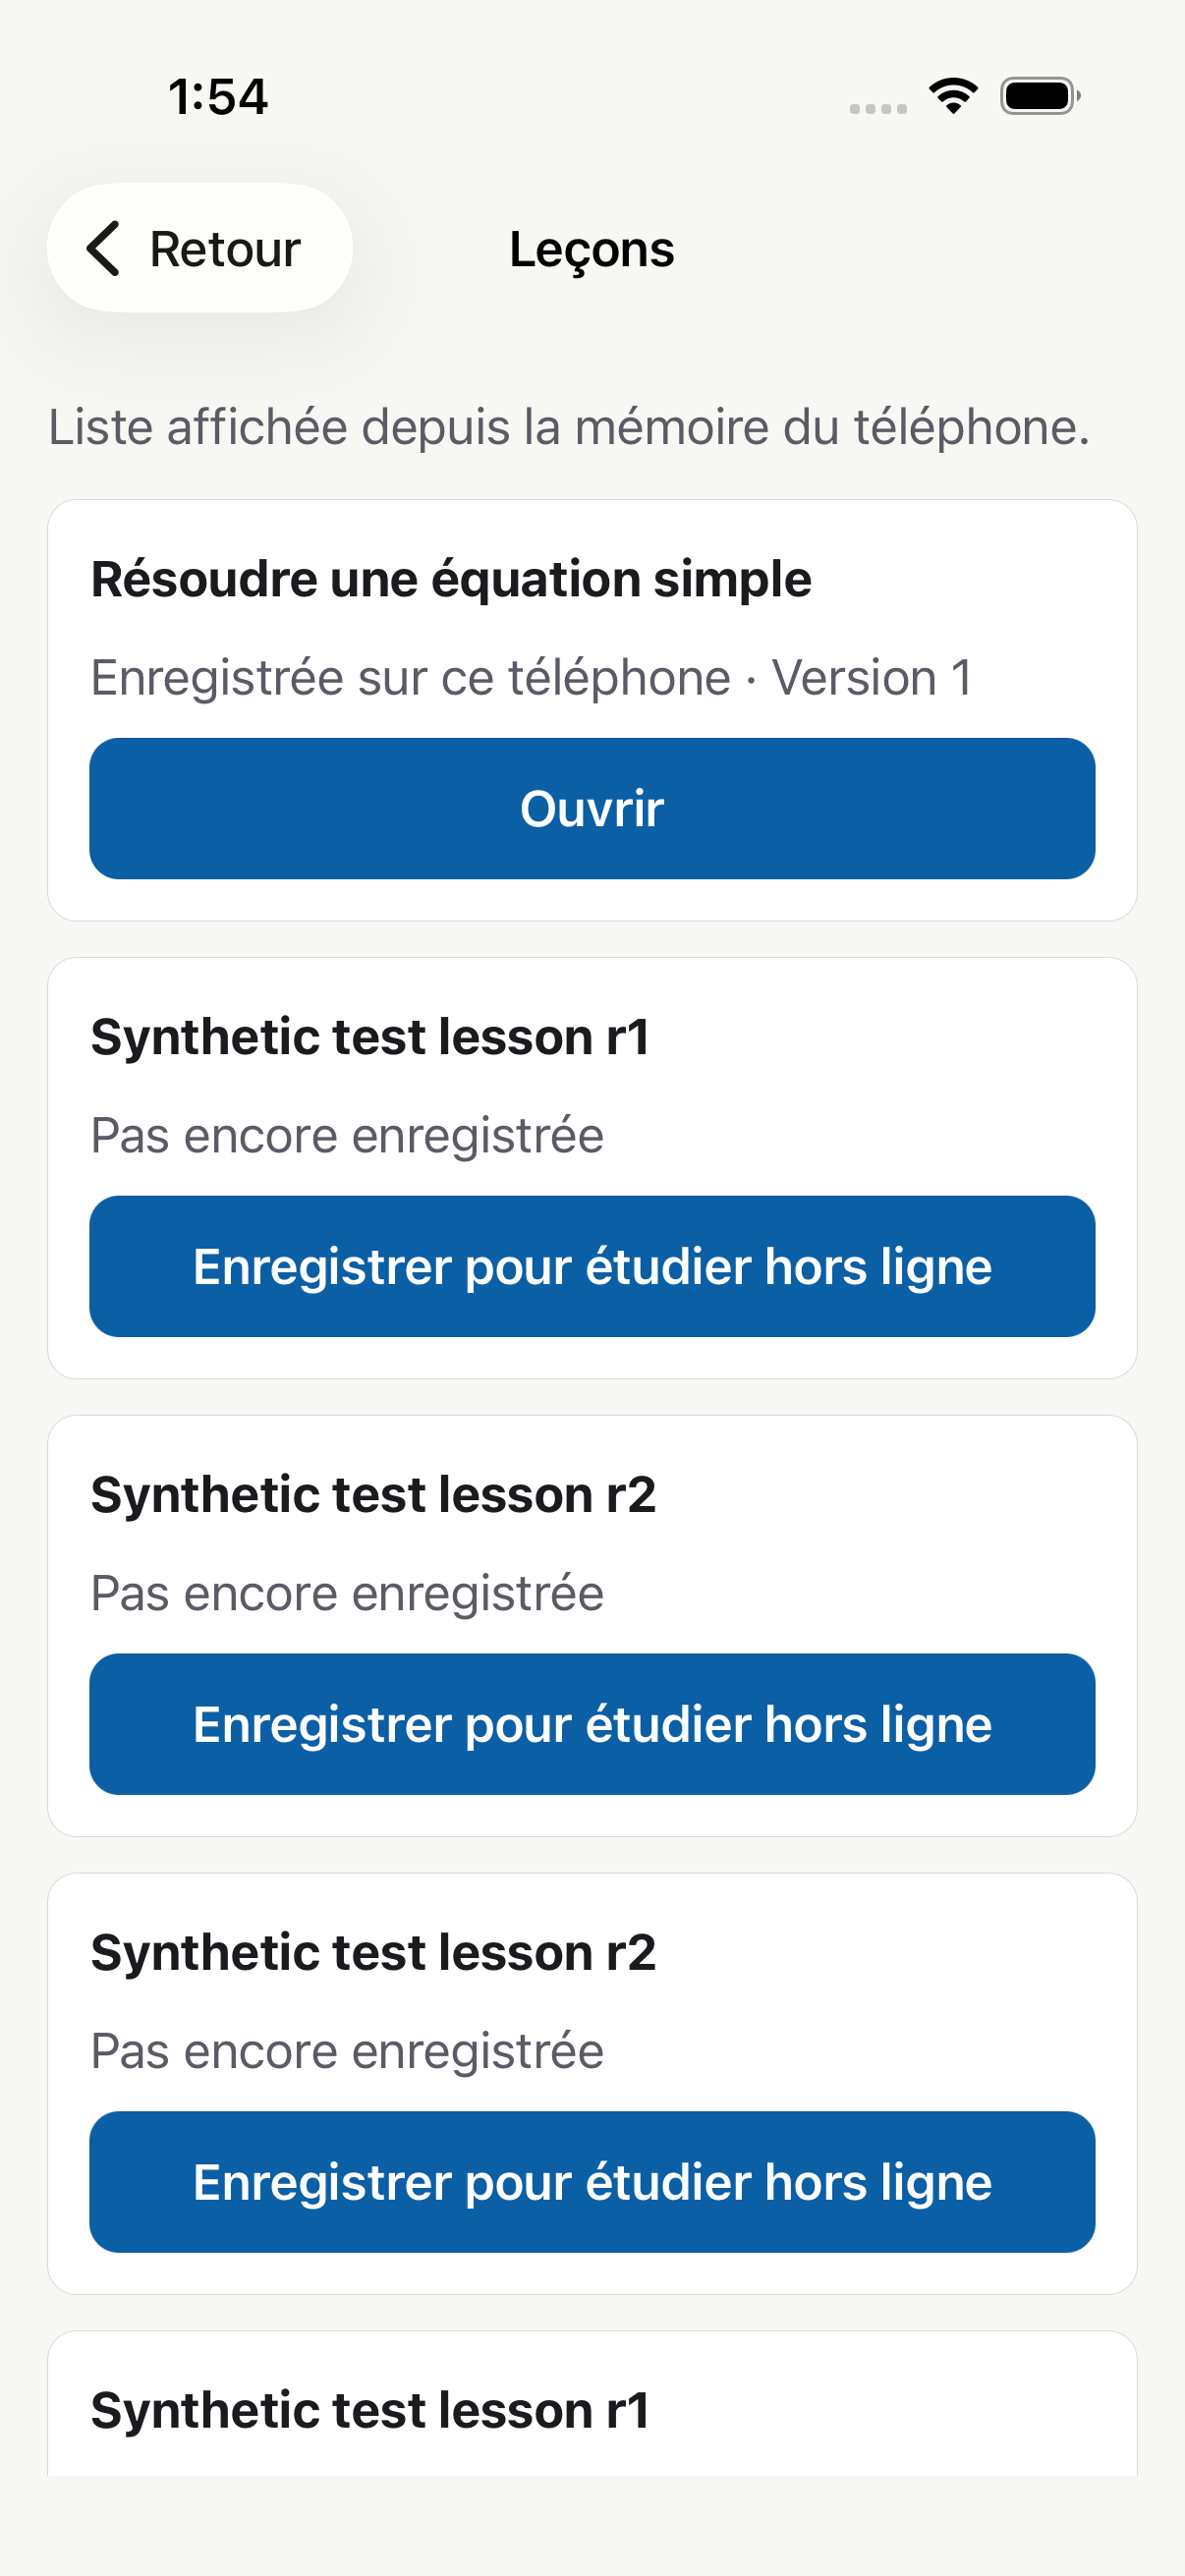 1:54
Retour
Leçons
Liste affichée depuis la mémoire du téléphone.
Résoudre une équation simple
Enregistrée sur ce téléphone · Version 1
Ouvrir
Synthetic test lesson r1
Pas encore enregistrée
Enregistrer pour étudier hors ligne
Synthetic test lesson r2
Pas encore enregistrée
Enregistrer pour étudier hors ligne
Synthetic test lesson r2
Pas encore enregistrée
Enregistrer pour étudier hors ligne
Synthetic test lesson r1